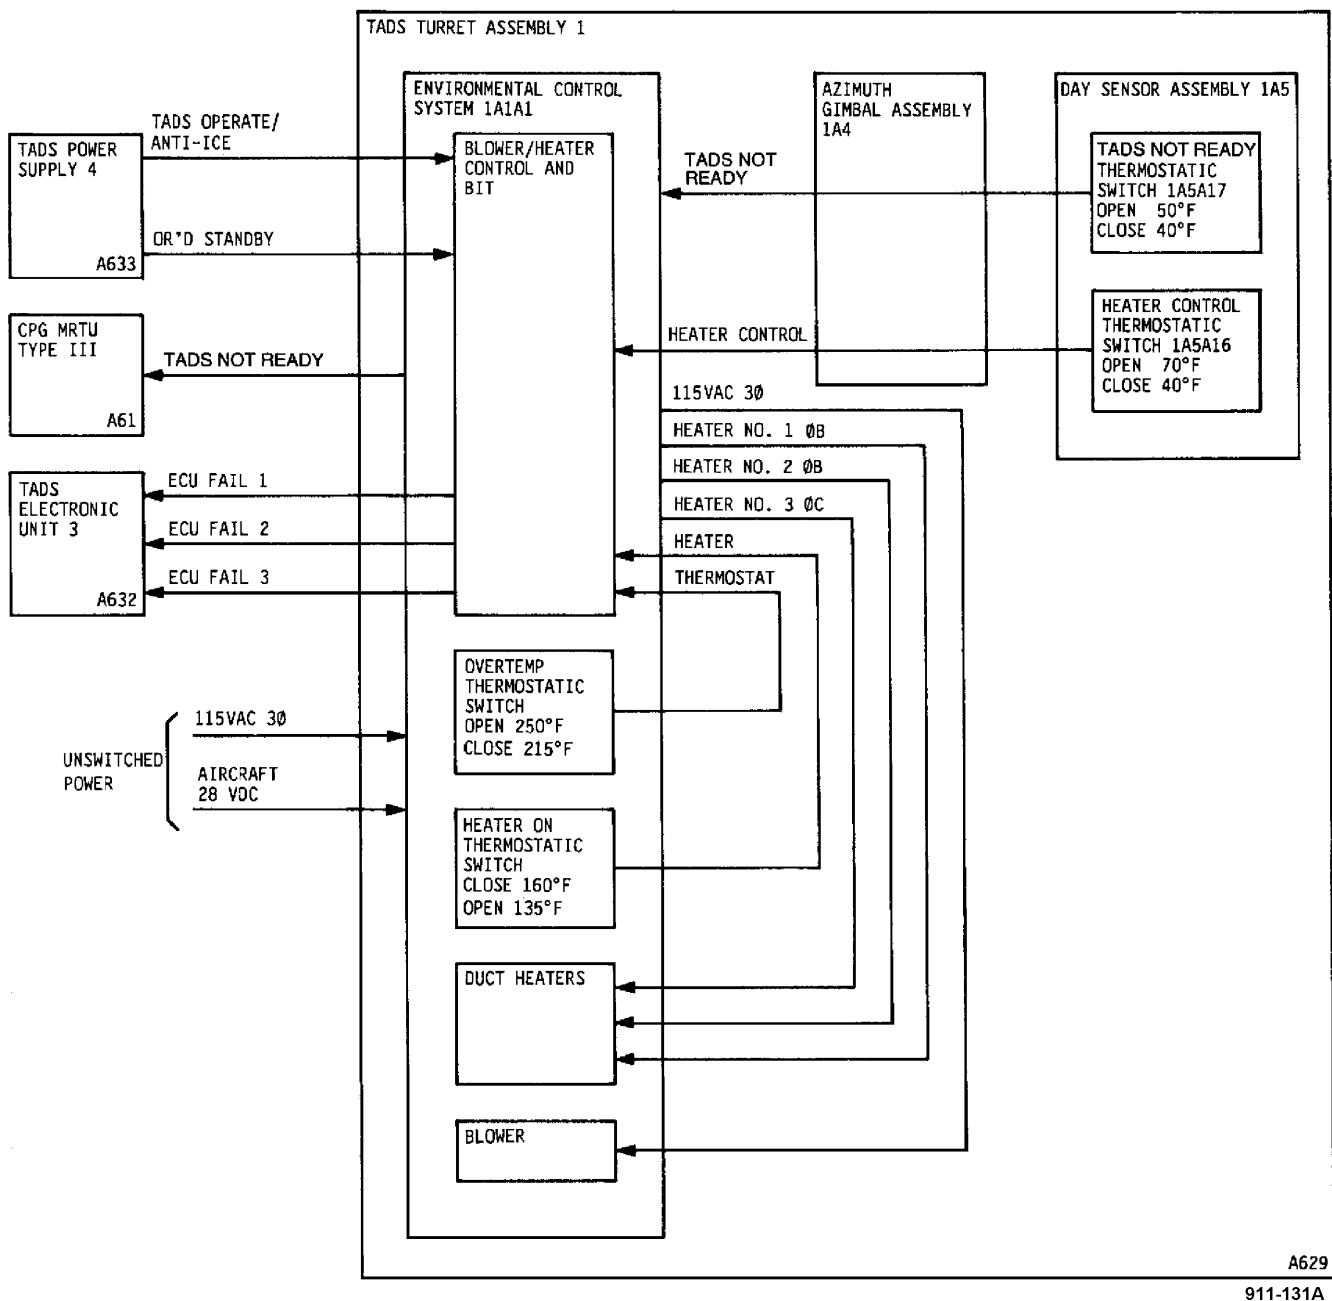 TADS TURRET ASSEMBLY 1
ENVIRONMENTAL CONTROL
SYSTEM 1A1A1
AZIMUTH
GIMBAL ASSEMBLY
1A4
DAY SENSOR ASSEMBLY 1A5
TADS POWER
SUPPLY 4
A633
TADS OPERATE/
ANTI-ICE
OR'D STANDBY
BLOWER/HEATER
CONTROL AND
BIT
TADS NOT
READY
TADS NOT READY
THERMOSTATIC
SWITCH 1A5A17
OPEN 50°F
CLOSE 40°F
CPG MRTU
TYPE III
A61
TADS NOT READY
HEATER CONTROL
HEATER CONTROL
THERMOSTATIC
SWITCH 1A5A16
OPEN 70°F
CLOSE 40°F
115VAC 3Ø
HEATER NO. 1 ØB
HEATER NO. 2 ØB
HEATER NO. 3 ØC
HEATER
THERMOSTAT
TADS
ELECTRONIC
UNIT 3
A632
ECU FAIL 1
ECU FAIL 2
ECU FAIL 3
OVERTEMP
THERMOSTATIC
SWITCH
OPEN 250°F
CLOSE 215°F
UNSWITCHED
POWER
115VAC 3Ø
AIRCRAFT
28 VDC
HEATER ON
THERMOSTATIC
SWITCH
CLOSE 160°F
OPEN 135°F
DUCT HEATERS
BLOWER
A629
911-131A